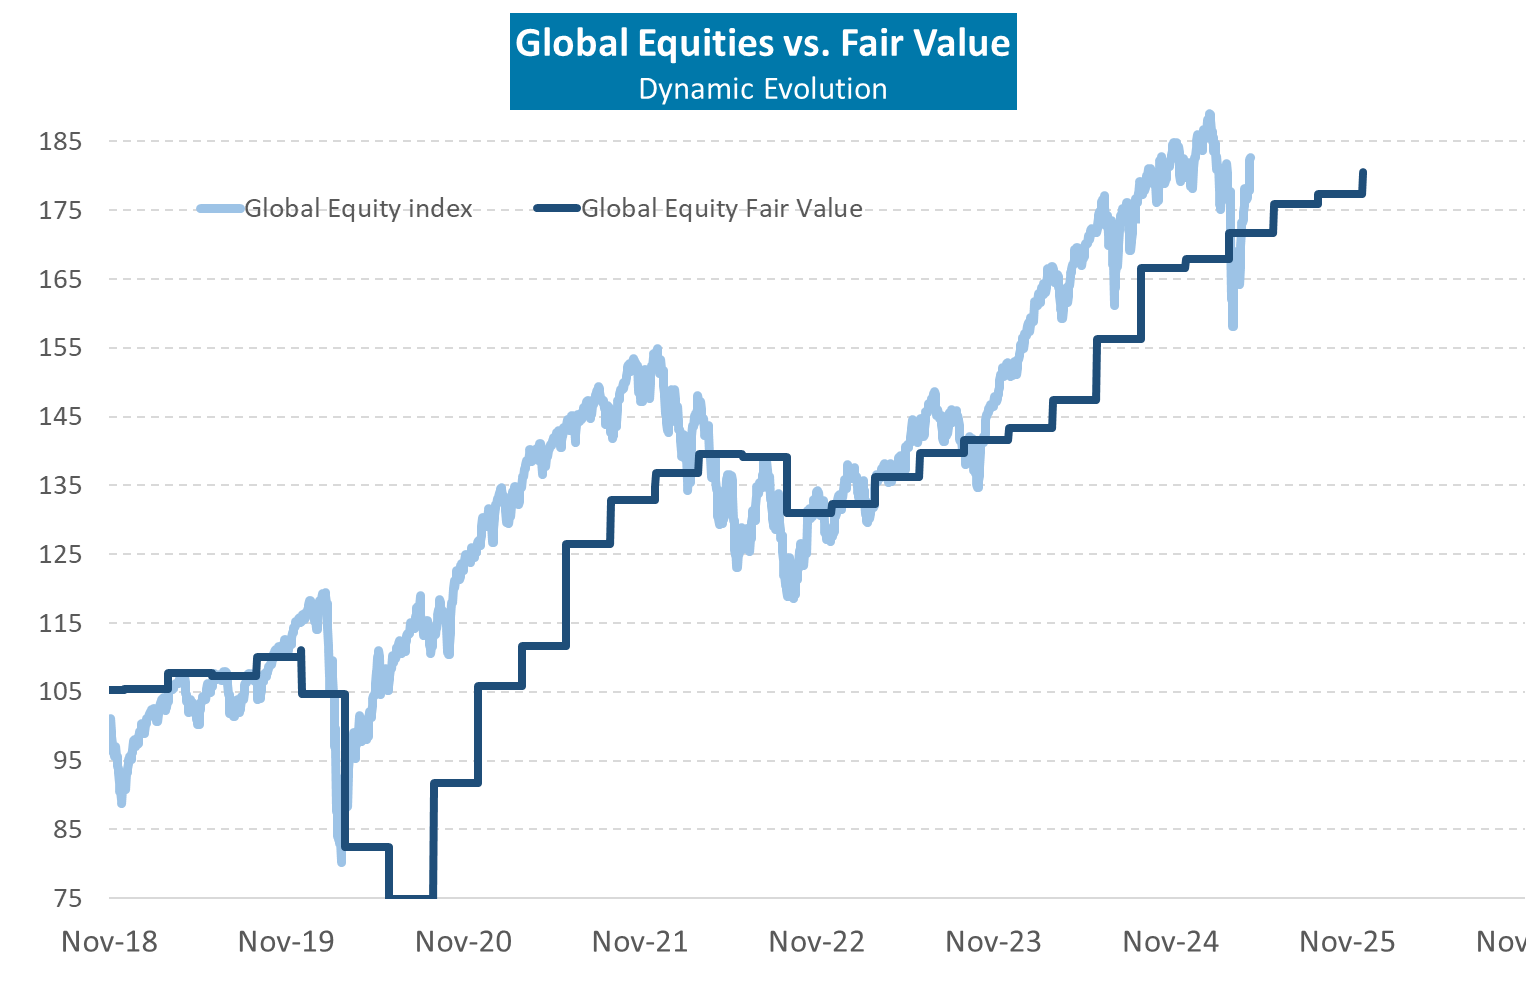 Global Equities vs. Fair Value
Dynamic Evolution
185
175
165
155
145
135
125
115
105
95
85
75
Global Equity index
Global Equity Fair Value
Nov-18
Nov-19
Nov-20
Nov-21
Nov-22
Nov-23
Nov-24
Nov-25
Nov